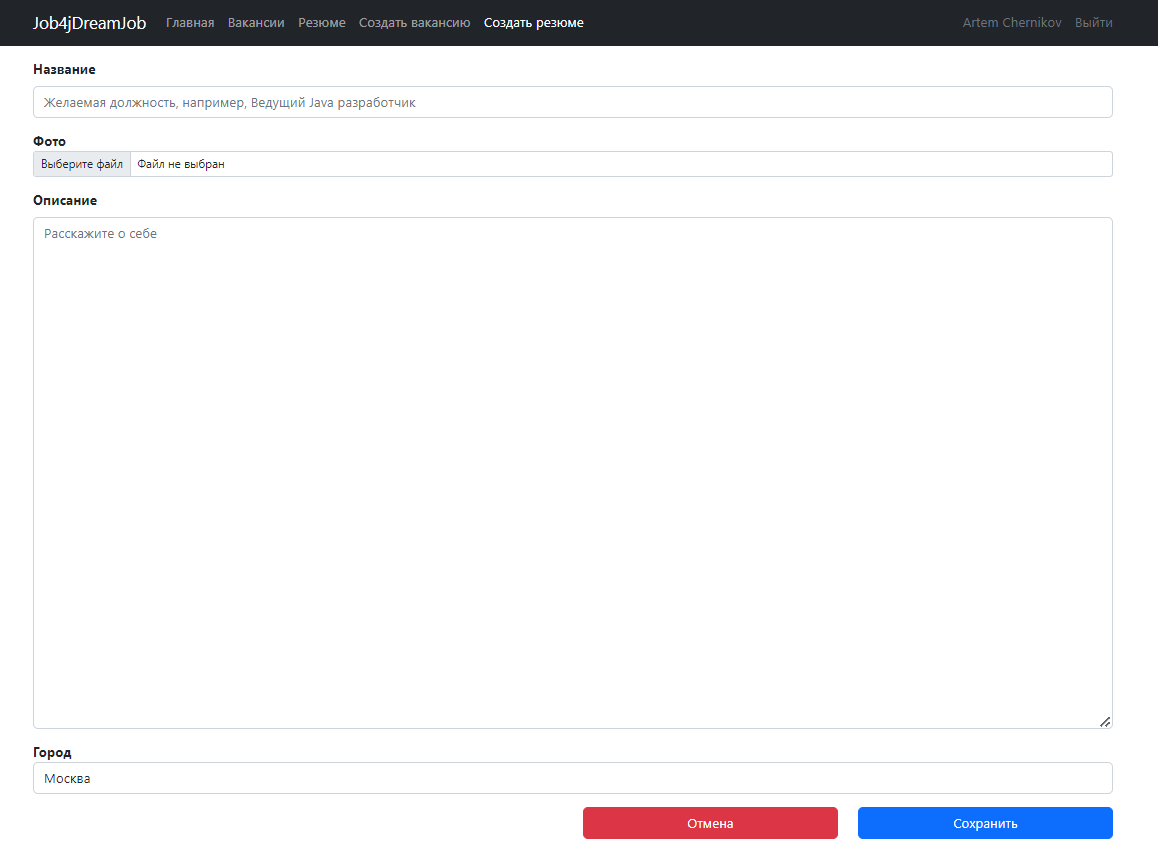 Job4jDreamJob Главная Вакансии Резюме Создать вакансию Создать резюме Artem Chernikov Выйти
Название
Желаемая должность, например, Ведущий Java разработчик
Фото
Выберите файл Файл не выбран
Описание
Расскажите о себе
Город
Москва
Отмена Сохранить